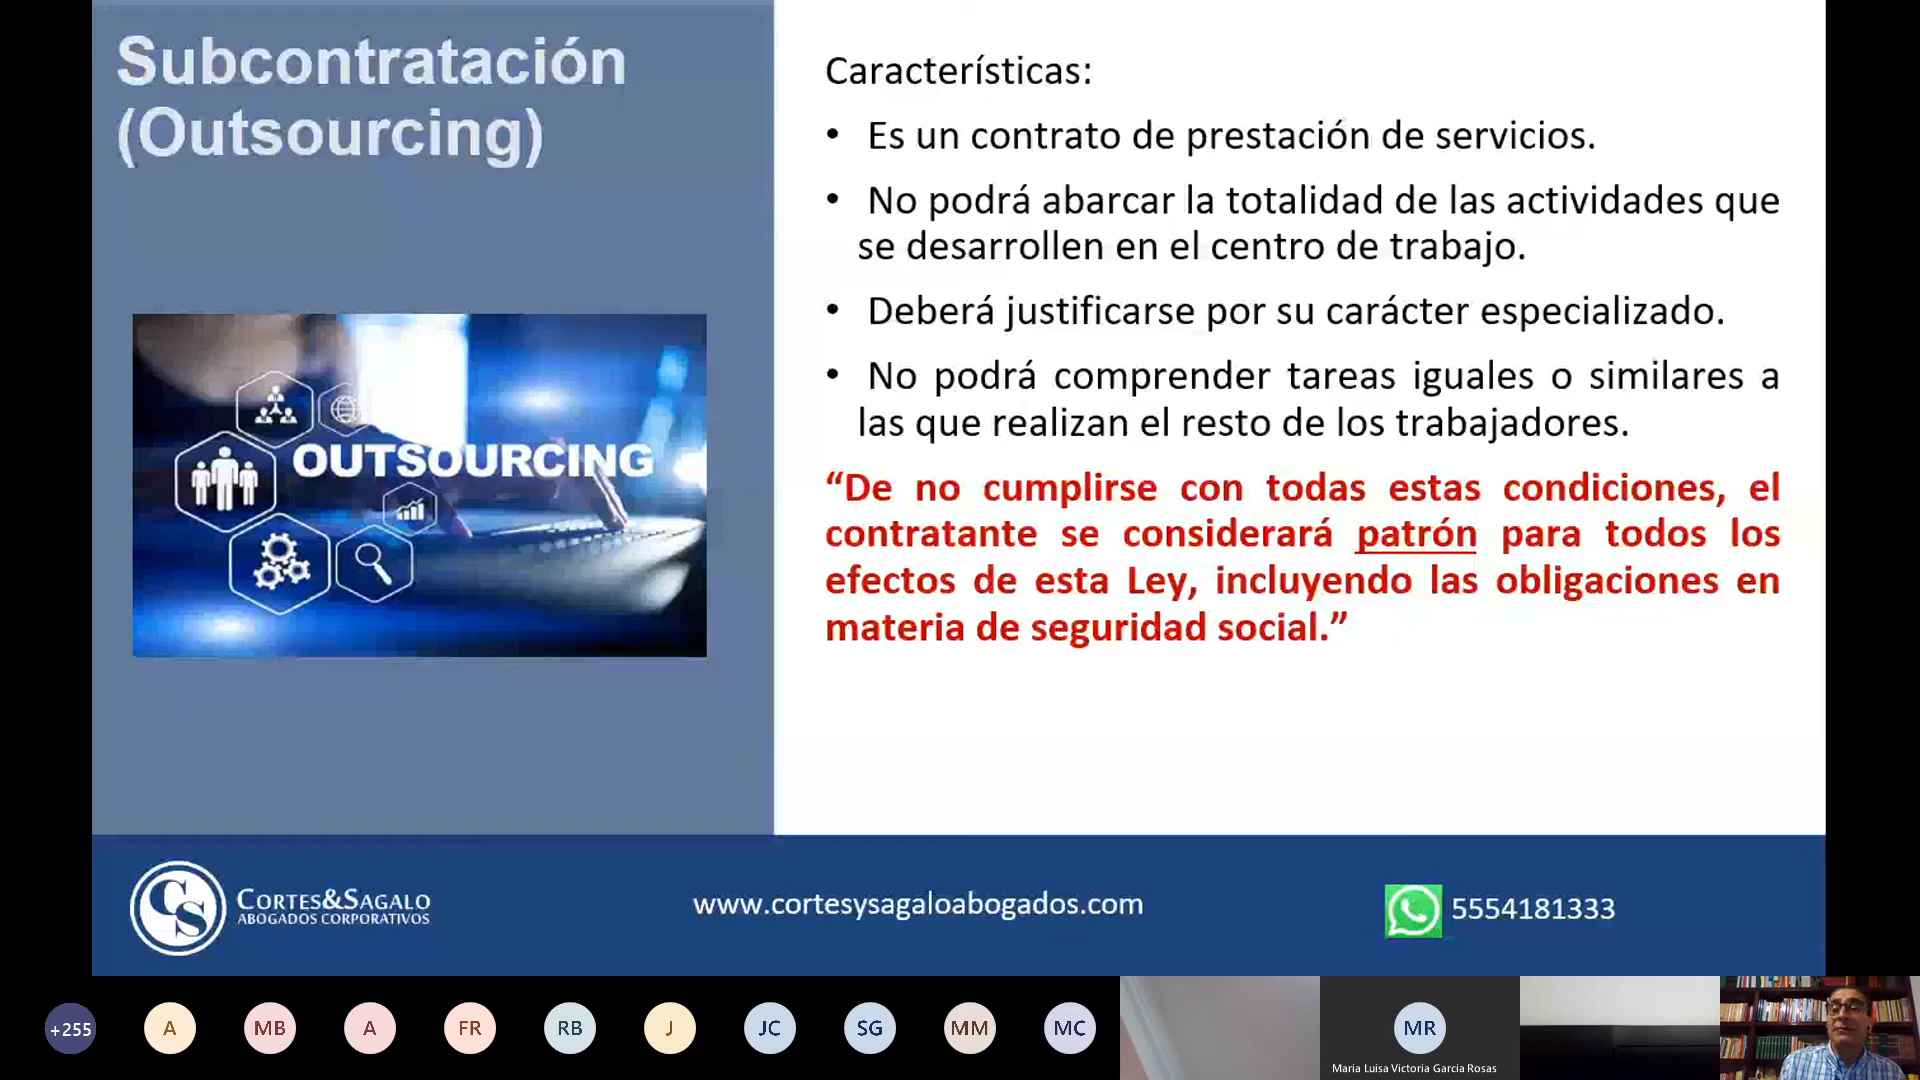 Subcontratación
(Outsourcing)
OUTSOURCING
Características:
• Es un contrato de prestación de servicios.
• No podrá abarcar la totalidad de las actividades que
se desarrollen en el centro de trabajo.
• Deberá justificarse por su carácter especializado.
• No podrá comprender tareas iguales o similares a
las que realizan el resto de los trabajadores.
“De no cumplirse con todas estas condiciones, el
contratante se considerará patrón para todos los
efectos de esta Ley, incluyendo las obligaciones en
materia de seguridad social.”
CS
CORTES&SAGALO
ABOGADOS CORPORATIVOS
www.cortesysagaloabogados.com
5554181333
+255
A
MB
A
FR
RB
J
JC
SG
MM
MC
MR
Maria Luisa Victoria Garcia Rosas